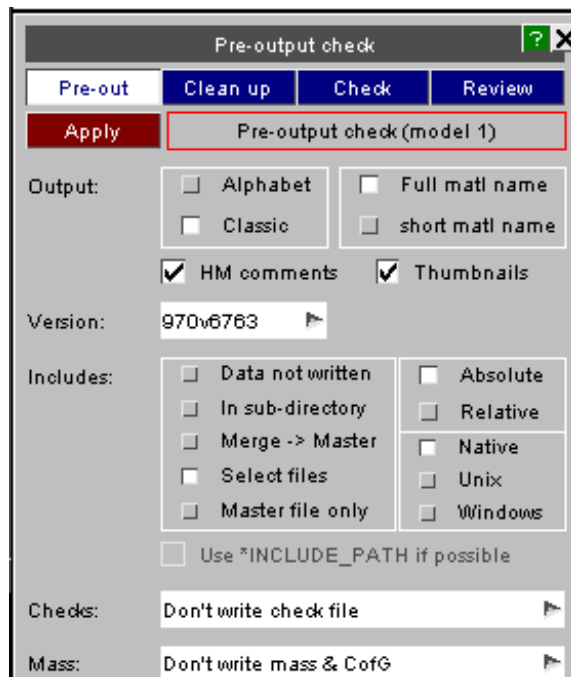 Pre-output check ? X
Pre-out Clean up Check Review
Apply Pre-output check (model 1)
Output: Alphabet Full matl name
Classic short matl name
HM comments Thumbnails
Version: 970v6763
Includes: Data not written Absolute
In sub-directory Relative
Merge -> Master Native
Select files Unix
Master file only Windows
Use *INCLUDE_PATH if possible
Checks: Don't write check file
Mass: Don't write mass & CofG